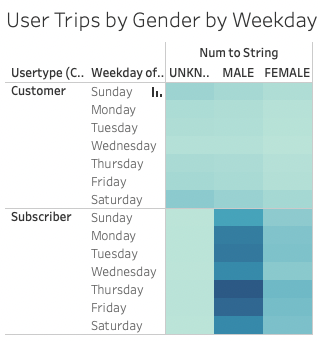 User Trips by Gender by Weekday
Num to String
Usertype (C.. Weekday of.. UNKN.. MALE FEMALE
Customer Sunday
Monday
Tuesday
Wednesday
Thursday
Friday
Saturday
Subscriber Sunday
Monday
Tuesday
Wednesday
Thursday
Friday
Saturday